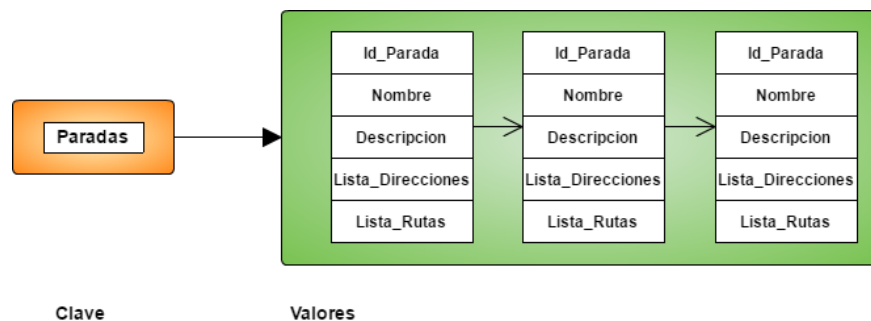 Paradas
Id_Parada
Nombre
Descripcion
Lista_Direcciones
Lista_Rutas
Id_Parada
Nombre
Descripcion
Lista_Direcciones
Lista_Rutas
Id_Parada
Nombre
Descripcion
Lista_Direcciones
Lista_Rutas
Clave
Valores